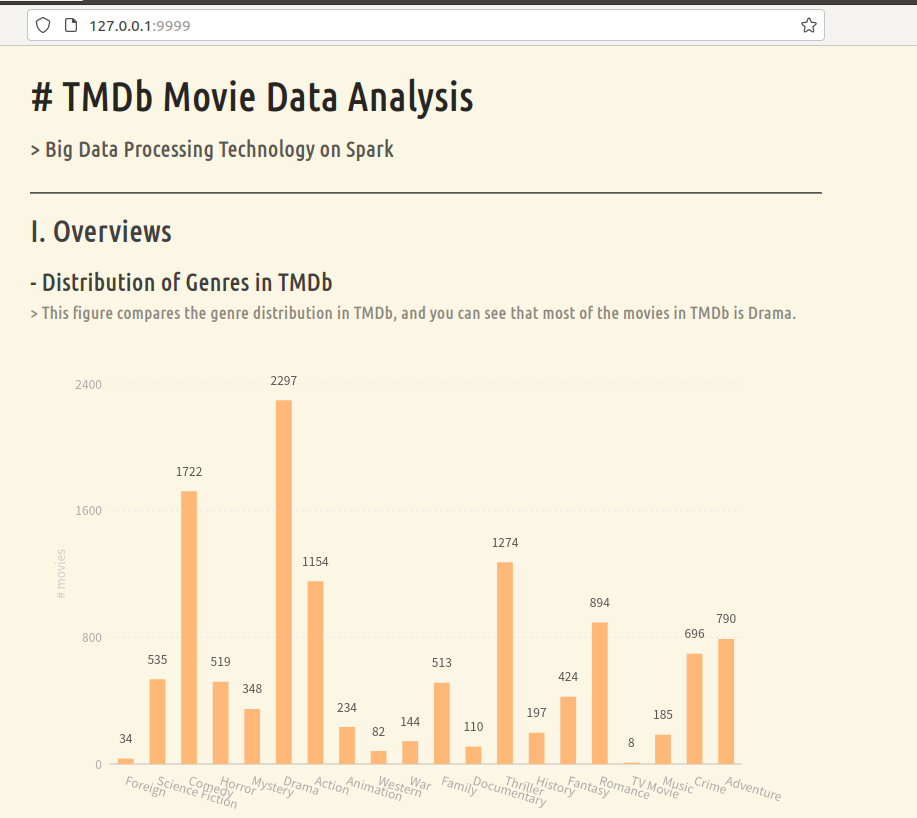 127.0.0.1:9999
# TMDb Movie Data Analysis
> Big Data Processing Technology on Spark
I. Overviews
- Distribution of Genres in TMDb
> This figure compares the genre distribution in TMDb, and you can see that most of the movies in TMDb is Drama.
# movies
2400
1600
800
0
34
535
1722
519
348
2297
1154
234
82
144
513
110
1274
197
424
894
8
185
696
790
Foreign
Science Fiction
Comedy
Horror
Mystery
Drama
Action
Animation
Western
War
Family
Documentary
Thriller
History
Fantasy
Romance
TV Movie
Music
Crime
Adventure